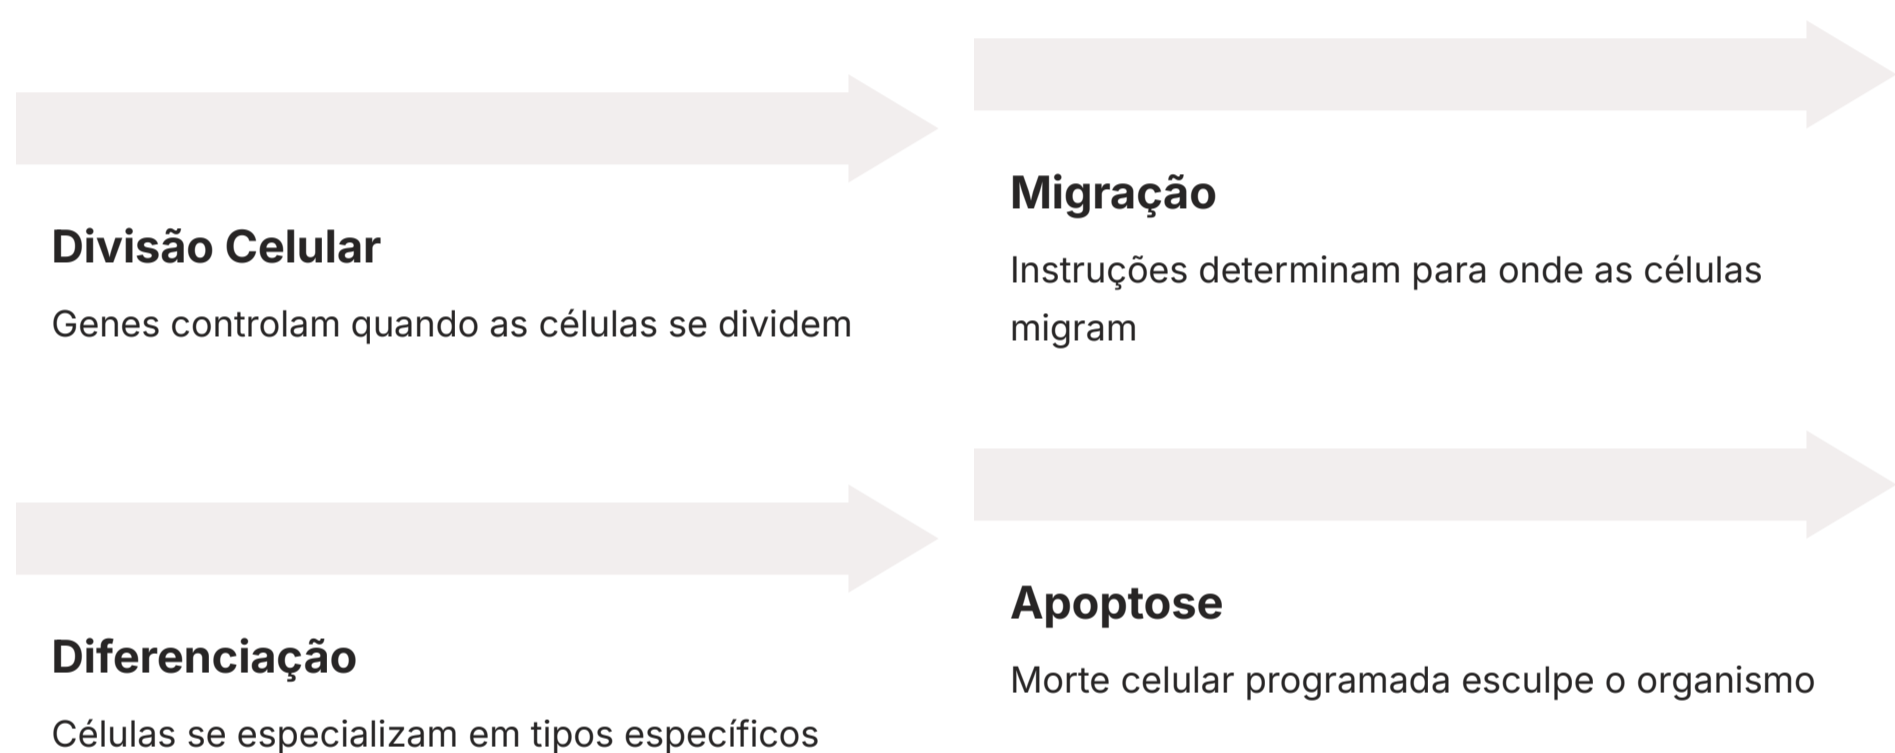 Divisão Celular
Genes controlam quando as células se dividem
Migração
Instruções determinam para onde as células
migram
Diferenciação
Células se especializam em tipos específicos
Apoptose
Morte celular programada esculpe o organismo